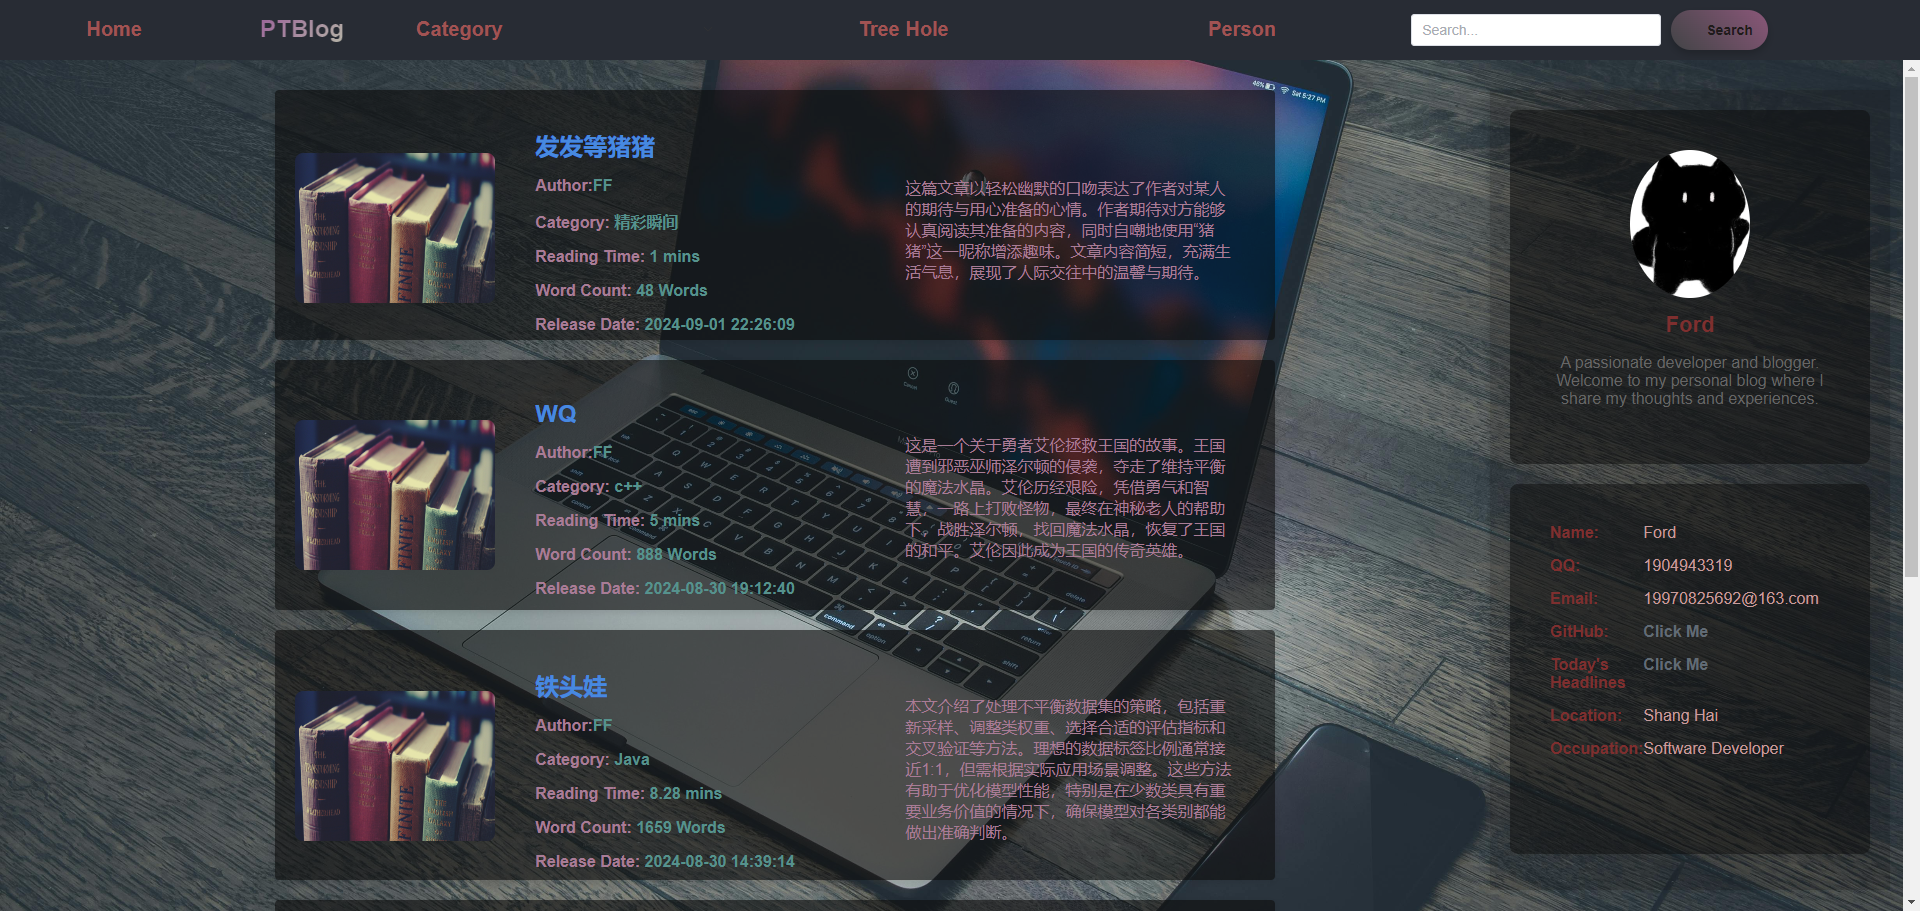 Home
PTBlog
Category
Tree Hole
Person
Search...
Search
46%
Sat 5:27 PM
发发等猪猪
Author:FF
Category: 精彩瞬间
Reading Time: 1 mins
Word Count: 48 Words
Release Date: 2024-09-01 22:26:09
这篇文章以轻松幽默的口吻表达了作者对某人
的期待与用心准备的心情。作者期待对方能够
认真阅读其准备的内容，同时自嘲地使用“猪
猪”这一昵称增添趣味。文章内容简短，充满生
活气息，展现了人际交往中的温馨与期待。
WQ
Author:FF
Category: c++
Reading Time: 5 mins
Word Count: 888 Words
Release Date: 2024-08-30 19:12:40
这是一个关于勇者艾伦拯救王国的故事。王国
遭到邪恶巫师泽尔顿的侵袭，夺走了维持平衡
的魔法水晶。艾伦历经艰险，凭借勇气和智
慧，一路上打败怪物，最终在神秘老人的帮助
下，战胜泽尔顿，找回魔法水晶，恢复了王国
的和平。艾伦因此成为王国的传奇英雄。
铁头娃
Author:FF
Category: Java
Reading Time: 8.28 mins
Word Count: 1659 Words
Release Date: 2024-08-30 14:39:14
本文介绍了处理不平衡数据集的策略，包括重
新采样、调整类权重、选择合适的评估指标和
交叉验证等方法。理想的数据标签比例通常接
近1:1，但需根据实际应用场景调整。这些方法
有助于优化模型性能，特别是在少数类具有重
要业务价值的情况下，确保模型对各类别都能
做出准确判断。
FINITE
FINITE
FINITE
command
option
command
option
shift
return
delete
Ford
A passionate developer and blogger.
Welcome to my personal blog where I
share my thoughts and experiences.
Name: Ford
QQ: 1904943319
Email: 19970825692@163.com
GitHub: Click Me
Today's Click Me
Headlines
Location: Shang Hai
Occupation: Software Developer